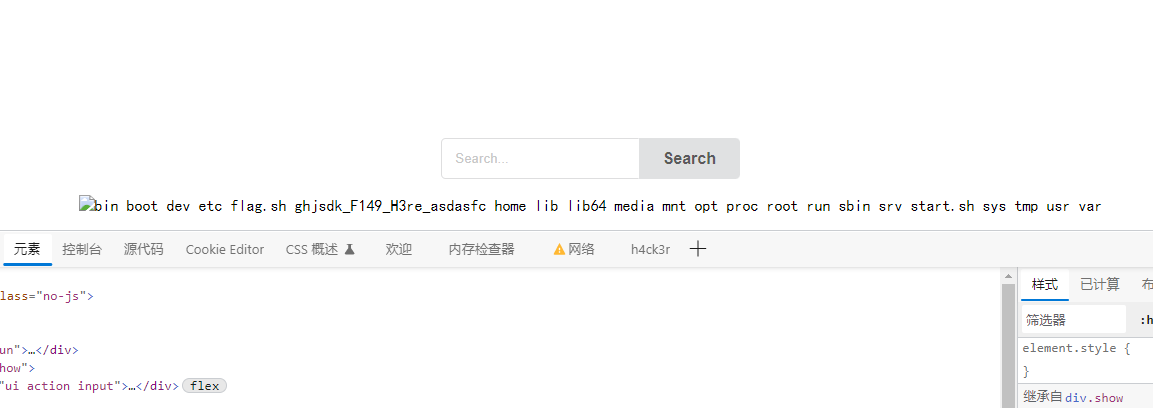 Search... Search
bin boot dev etc flag.sh ghjsdk_F149_H3re_asdasfc home lib lib64 media mnt opt proc root run sbin srv start.sh sys tmp usr var
元素 控制台 源代码 Cookie Editor CSS 概述 欢迎 内存检查器 网络 h4ck3r
样式 已计算 布
lass="no-js">
筛选器 :h
un">…</div>
element.style {
how">
}
"ui action input">…</div> flex
继承自 div.show